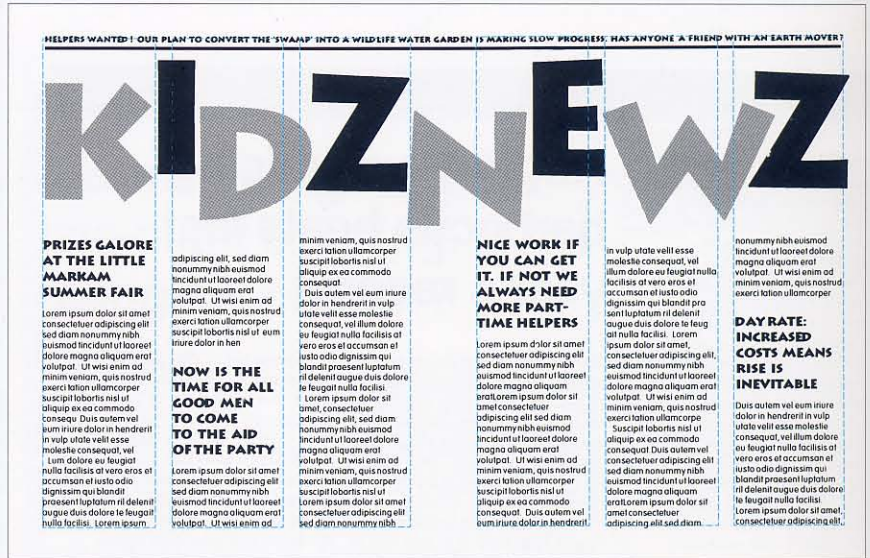 HELPERS WANTED! OUR PLAN TO CONVERT THE 'SWAMP' INTO A WILDLIFE WATER GARDEN IS MAKING SLOW PROGRESS. HAS ANYONE A FRIEND WITH AN EARTH MOVER?
KIDZNEWZ
PRIZES GALORE
AT THE LITTLE
MARKAM
SUMMER FAIR
Lorem ipsum dolor sit amet
consectetuer adipiscing elit
sed diam nonummy nibh
euismod tincidunt ut laoreet
dolore magna aliquam erat
volutpat. Ut wisi enim ad
minim veniam, quis nostrud
exerci tation ullamcorper
suscipit lobortis nisl ut
aliquip ex ea commodo
consequ Duis autem vel
eum iriure dolor in hendrerit
in vulp utate velit esse
molestie consequat, vel
Lum dolore eu feugiat
nulla facilisis at vero eros et
accumsan et iusto odio
dignissim qui blandit
praesent luptatum ril delenit
augue duis dolore te feugait
nulla facilisi. Lorem ipsum
adipiscing elit, sed diam
nonummy nibh euismod
tincidunt ut laoreet dolore
magna aliquam erat
volutpat. Ut wisi enim ad
minim veniam, quis nostrud
exerci tation ullamcorper
suscipit lobortis nisl ut eum
iriure dolor in hen
NOW IS THE
TIME FOR ALL
GOOD MEN
TO COME
TO THE AID
OF THE PARTY
Lorem ipsum dolor sit amet
consectetuer adipiscing elit
sed diam nonummy nibh
euismod tincidunt ut laoreet
dolore magna aliquam erat
volutpat. Ut wisi enim ad
minim veniam, quis nostrud
exerci tation ullamcorper
suscipit lobortis nisl ut
aliquip ex ea commodo
consequat.
Duis autem vel eum iriure
dolor in hendrerit in vulp
utate velit esse molestie
consequat, vel illum dolore
eu feugiat nulla facilisis at
vero eros et accumsan et
iusto odio dignissim qui
blandit praesent luptatum
ril delenit augue duis dolore
te feugait nulla facilisi.
Lorem ipsum dolor sit
amet, consectetuer
adipiscing elit, sed diam
nonummy nibh euismod
tincidunt ut laoreet dolore
magna aliquam erat
volutpat. Ut wisi enim ad
minim veniam, quis nostrud
exerci tation ullamcorper
suscipit lobortis nisl ut
Lorem ipsum dolor sit amet
consectetuer adipiscing elit
sed diam nonummy nibh
NICE WORK IF
YOU CAN GET
IT. IF NOT WE
ALWAYS NEED
MORE PART-
TIME HELPERS
Lorem ipsum dolor sit amet
consectetuer adipiscing elit
sed diam nonummy nibh
euismod tincidunt ut laoreet
dolore magna aliquam
eratLorem ipsum dolor sit
amet consectetuer
adipiscing elit sed diam
nonummy nibh euismod
tincidunt ut laoreet dolore
magna aliquam erat
volutpat. Ut wisi enim ad
minim veniam, quis nostrud
exerci tation ullamcorper
suscipit lobortis nisl ut
aliquip ex ea commodo
consequat. Duis autem vel
eum iriure dolor in hendrerit
in vulp utate velit esse
molestie consequat, vel
illum dolore eu feugiat nulla
facilisis at vero eros et
accumsan et iusto odio
dignissim qui blandit pra
sent luptatum ril delenit
augue duis dolore te feug
ait nulla facilisi. Lorem
ipsum dolor sit amet,
consectetuer adipiscing elit,
sed diam nonummy nibh
euismod tincidunt ut laoreet
dolore magna aliquam erat
volutpat. Ut wisi enim ad
minim veniam, quis nostrud
exerci tation ullamcorpe
Suscipit lobortis nisl ut
aliquip ex ea commodo
consequat Duis autem vel
consectetuer adipiscing elit
sed diam nonummy nibh
euismod tincidunt ut laoreet
dolore magna aliquam
eratLorem ipsum dolor sit
amet consectetuer
adipiscing elit sed diam
nonummy nibh euismod
tincidunt ut laoreet dolore
magna aliquam erat
volutpat. Ut wisi enim ad
minim veniam, quis nostrud
exerci tation ullamcorper
DAY RATE:
INCREASED
COSTS MEANS
RISE IS
INEVITABLE
Duis autem vel eum iriure
dolor in hendrerit in vulp
utate velit esse molestie
consequat, vel illum dolore
eu feugiat nulla facilisis at
vero eros et accumsan et
iusto odio dignissim qui
blandit praesent luptatum
ril delenit augue duis dolore
te feugait nulla facilisi.
Lorem ipsum dolor sit amet,
consectetuer adipiscing elit,